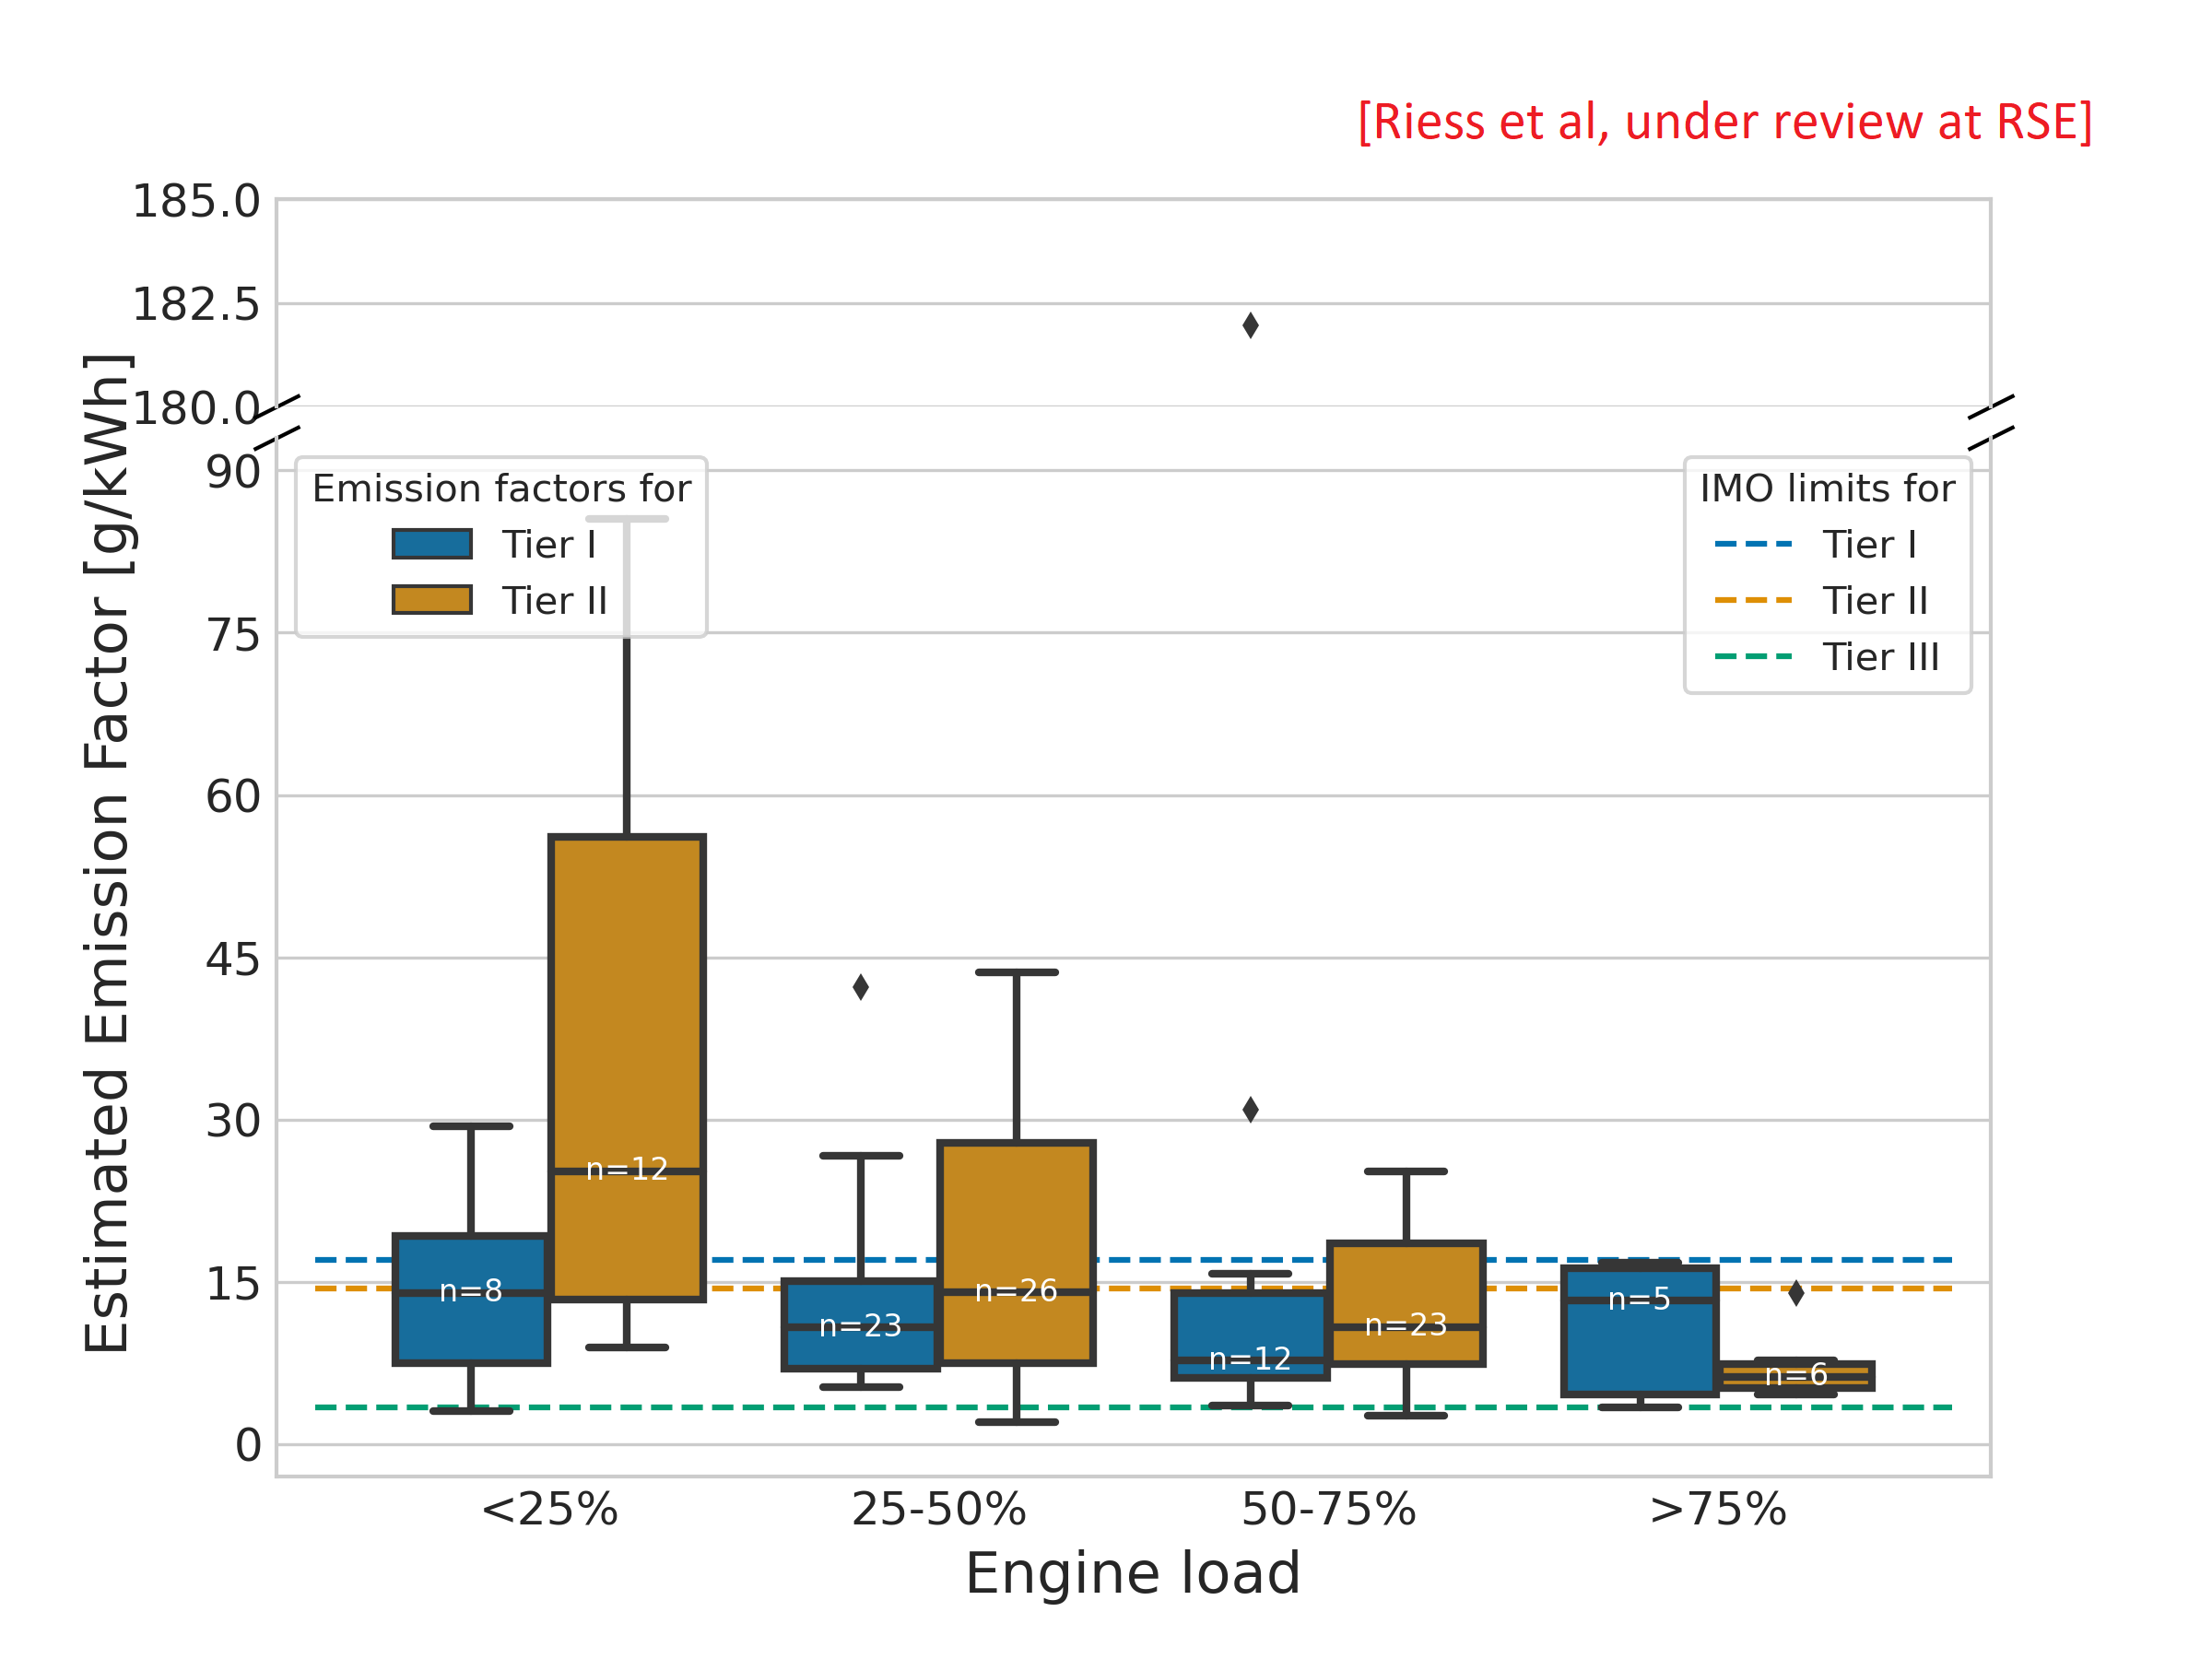 [Riess et al, under review at RSE]
185.0
182.5
180.0
90
75
60
45
30
15
0
Estimated Emission Factor [g/kWh]
Emission factors for
Tier I
Tier II
IMO limits for
Tier I
Tier II
Tier III
n=8
n=12
n=23
n=26
n=12
n=23
n=5
n=6
<25%
25-50%
50-75%
>75%
Engine load